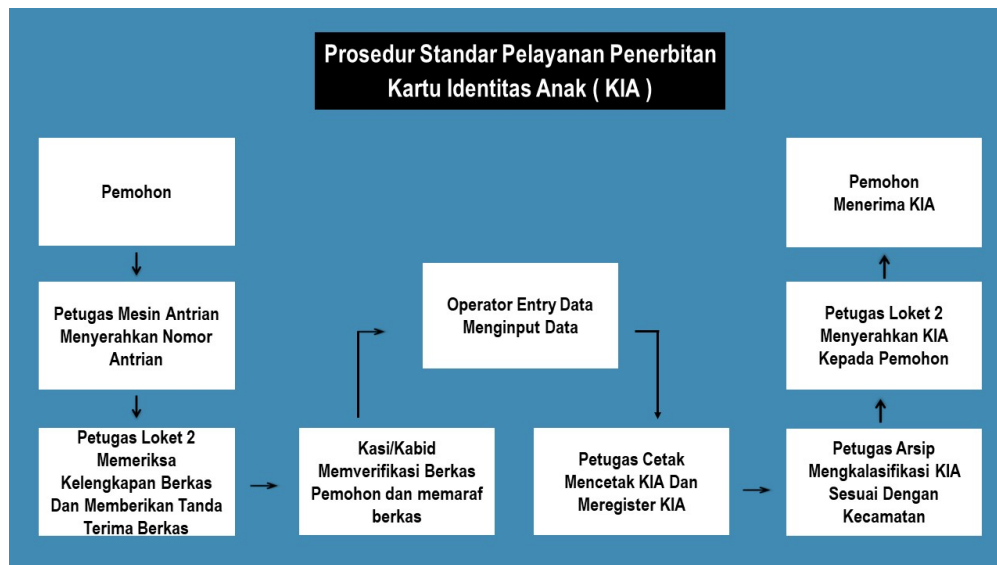 Prosedur Standar Pelayanan Penerbitan
Kartu Identitas Anak ( KIA )
Pemohon
Petugas Mesin Antrian
Menyerahkan Nomor
Antrian
Petugas Loket 2
Memeriksa
Kelengkapan Berkas
Dan Memberikan Tanda
Terima Berkas
Kasi/Kabid
Memverifikasi Berkas
Pemohon dan memaraf
berkas
Operator Entry Data
Menginput Data
Petugas Cetak
Mencetak KIA Dan
Meregister KIA
Petugas Arsip
Mengkalasifikasi KIA
Sesuai Dengan
Kecamatan
Petugas Loket 2
Menyerahkan KIA
Kepada Pemohon
Pemohon
Menerima KIA